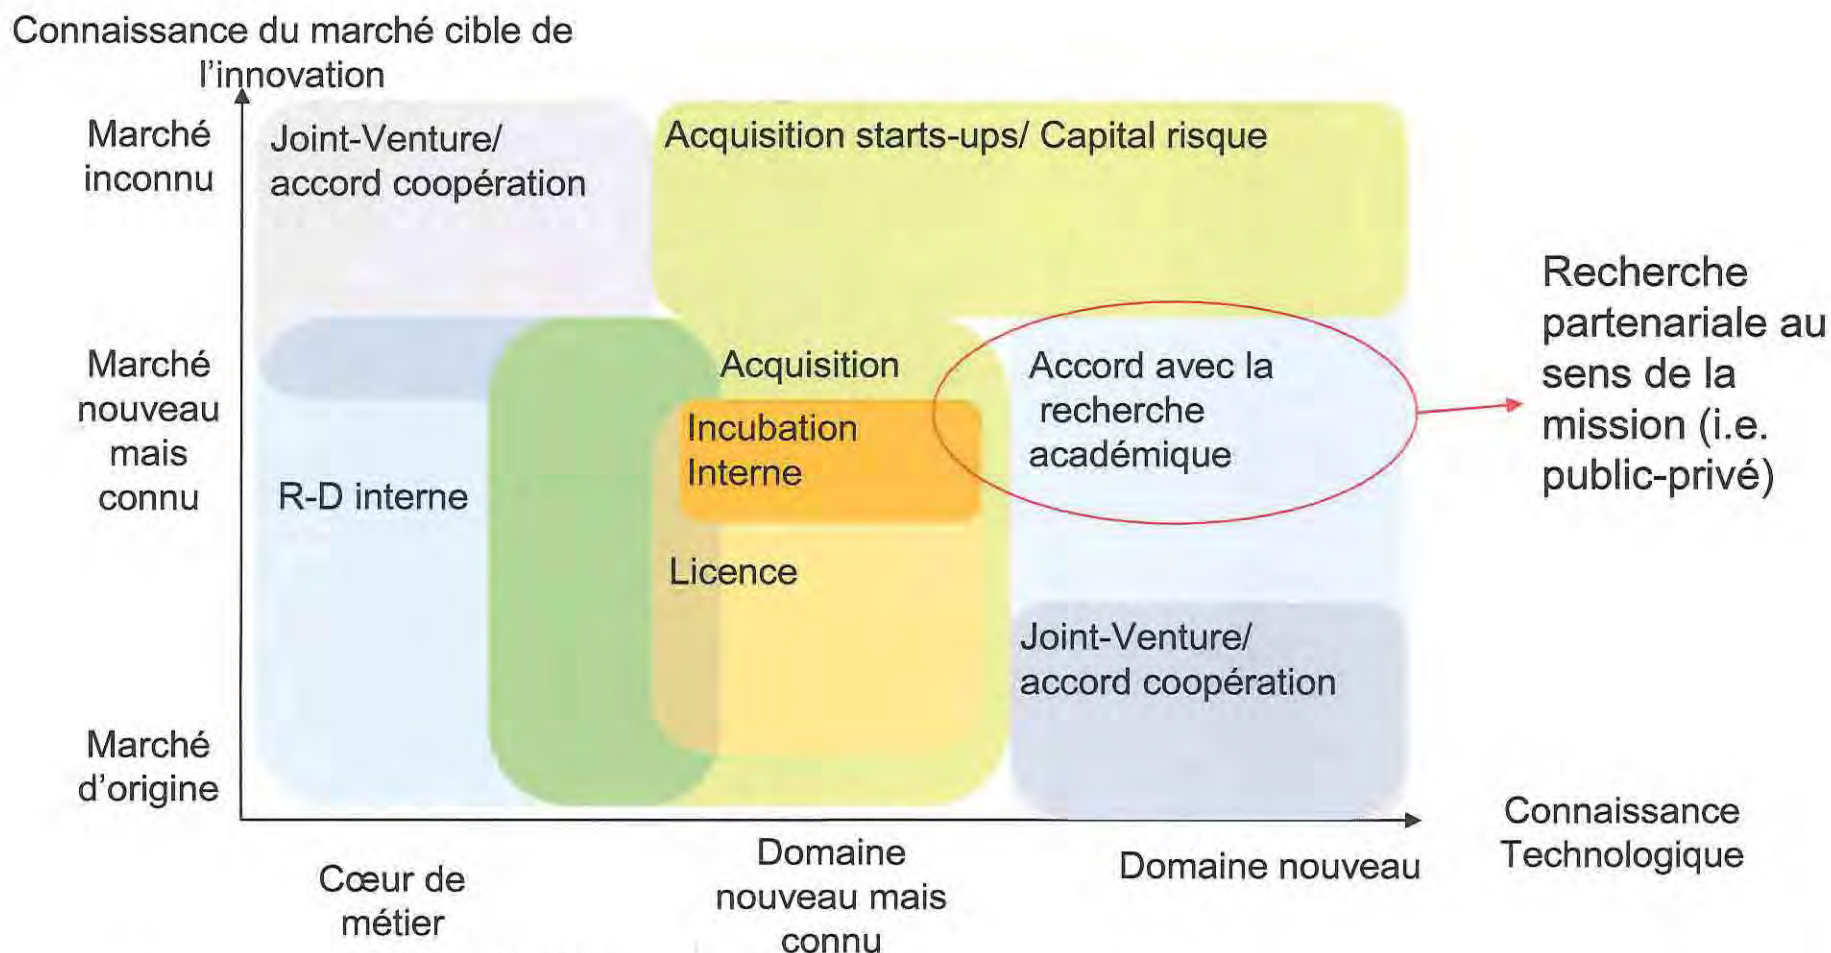 Connaissance du marché cible de
l'innovation
Marché
inconnu
Joint-Venture/
accord coopération
Acquisition starts-ups/ Capital risque
Marché
nouveau
mais
connu
R-D interne
Acquisition
Incubation
Interne
Licence
Accord avec la
recherche
académique
Recherche
partenariale au
sens de la
mission (i.e.
public-privé)
Joint-Venture/
accord coopération
Marché
d'origine
Cœur de
métier
Domaine
nouveau mais
connu
Domaine nouveau
Connaissance
Technologique